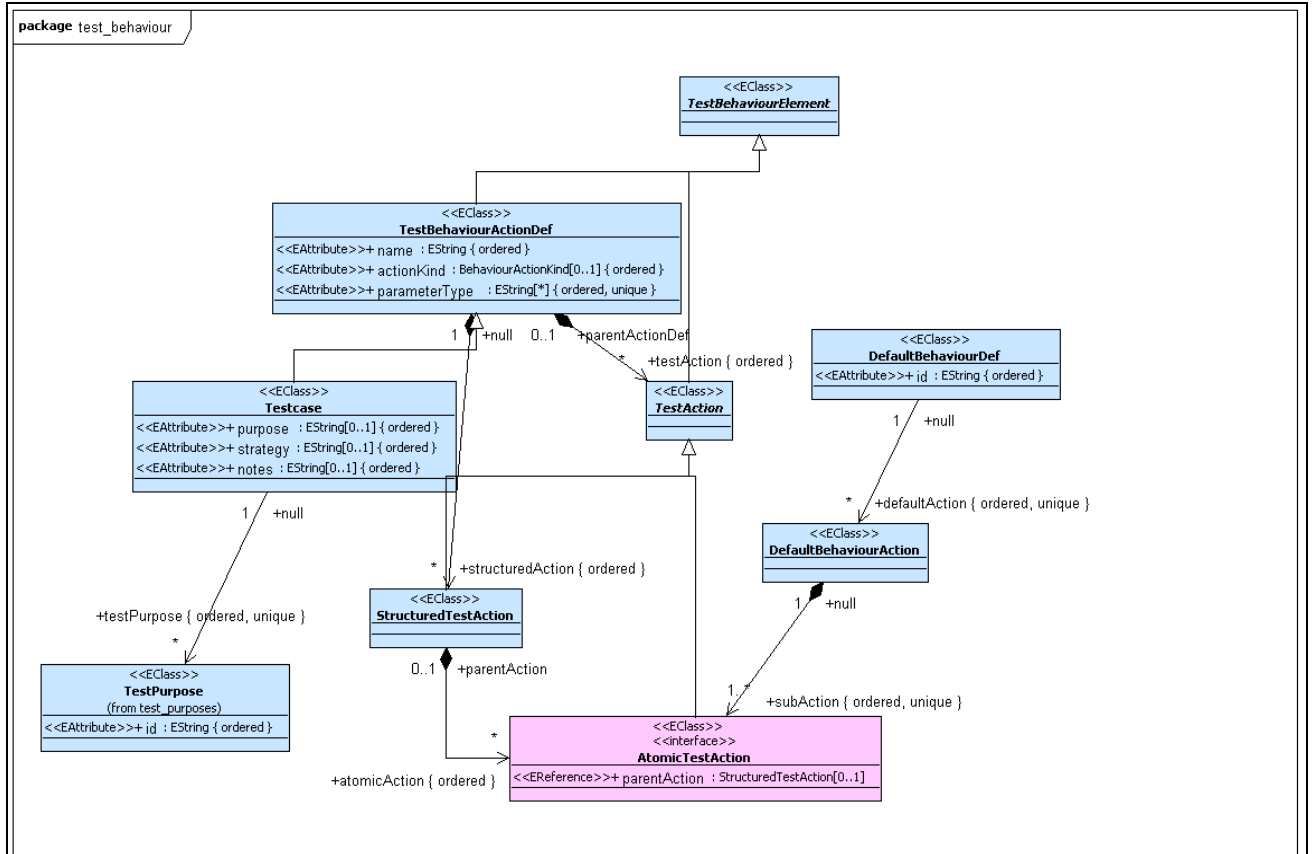 package test_behaviour
<<EClass>>
TestBehaviourElement
<<EClass>>
TestBehaviourActionDef
<<EAttribute>>+ name : EString { ordered }
<<EAttribute>>+ actionKind : BehaviourActionKind[0..1] { ordered }
<<EAttribute>>+ parameterType : EString[*] { ordered, unique }
1 +null
0..1 +parentActionDef
* +testAction { ordered }
<<EClass>>
DefaultBehaviourDef
<<EAttribute>>+ id : EString { ordered }
1 +null
<<EClass>>
Testcase
<<EAttribute>>+ purpose : EString[0..1] { ordered }
<<EAttribute>>+ strategy : EString[0..1] { ordered }
<<EAttribute>>+ notes : EString[0..1] { ordered }
<<EClass>>
TestAction
1 +null
* +defaultAction { ordered, unique }
<<EClass>>
DefaultBehaviourAction
1 +null
* +structuredAction { ordered }
<<EClass>>
StructuredTestAction
0..1 +parentAction
+testPurpose { ordered, unique }
*
<<EClass>>
TestPurpose
(from test_purposes)
<<EAttribute>>+ id : EString { ordered }
1..* +subAction { ordered, unique }
*
+atomicAction { ordered }
<<EClass>>
<<interface>>
AtomicTestAction
<<EReference>>+ parentAction : StructuredTestAction[0..1]